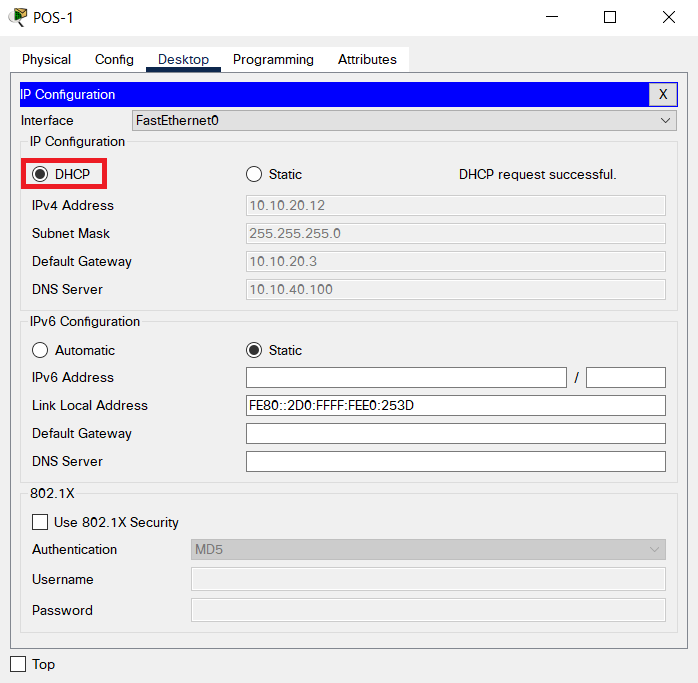 POS-1
Physical Config Desktop Programming Attributes
IP Configuration X
Interface FastEthernet0
IP Configuration
DHCP Static DHCP request successful.
IPv4 Address 10.10.20.12
Subnet Mask 255.255.255.0
Default Gateway 10.10.20.3
DNS Server 10.10.40.100
IPv6 Configuration
Automatic Static
IPv6 Address /
Link Local Address FE80::2D0:FFFF:FEE0:253D
Default Gateway
DNS Server
802.1X
Use 802.1X Security
Authentication MD5
Username
Password
Top